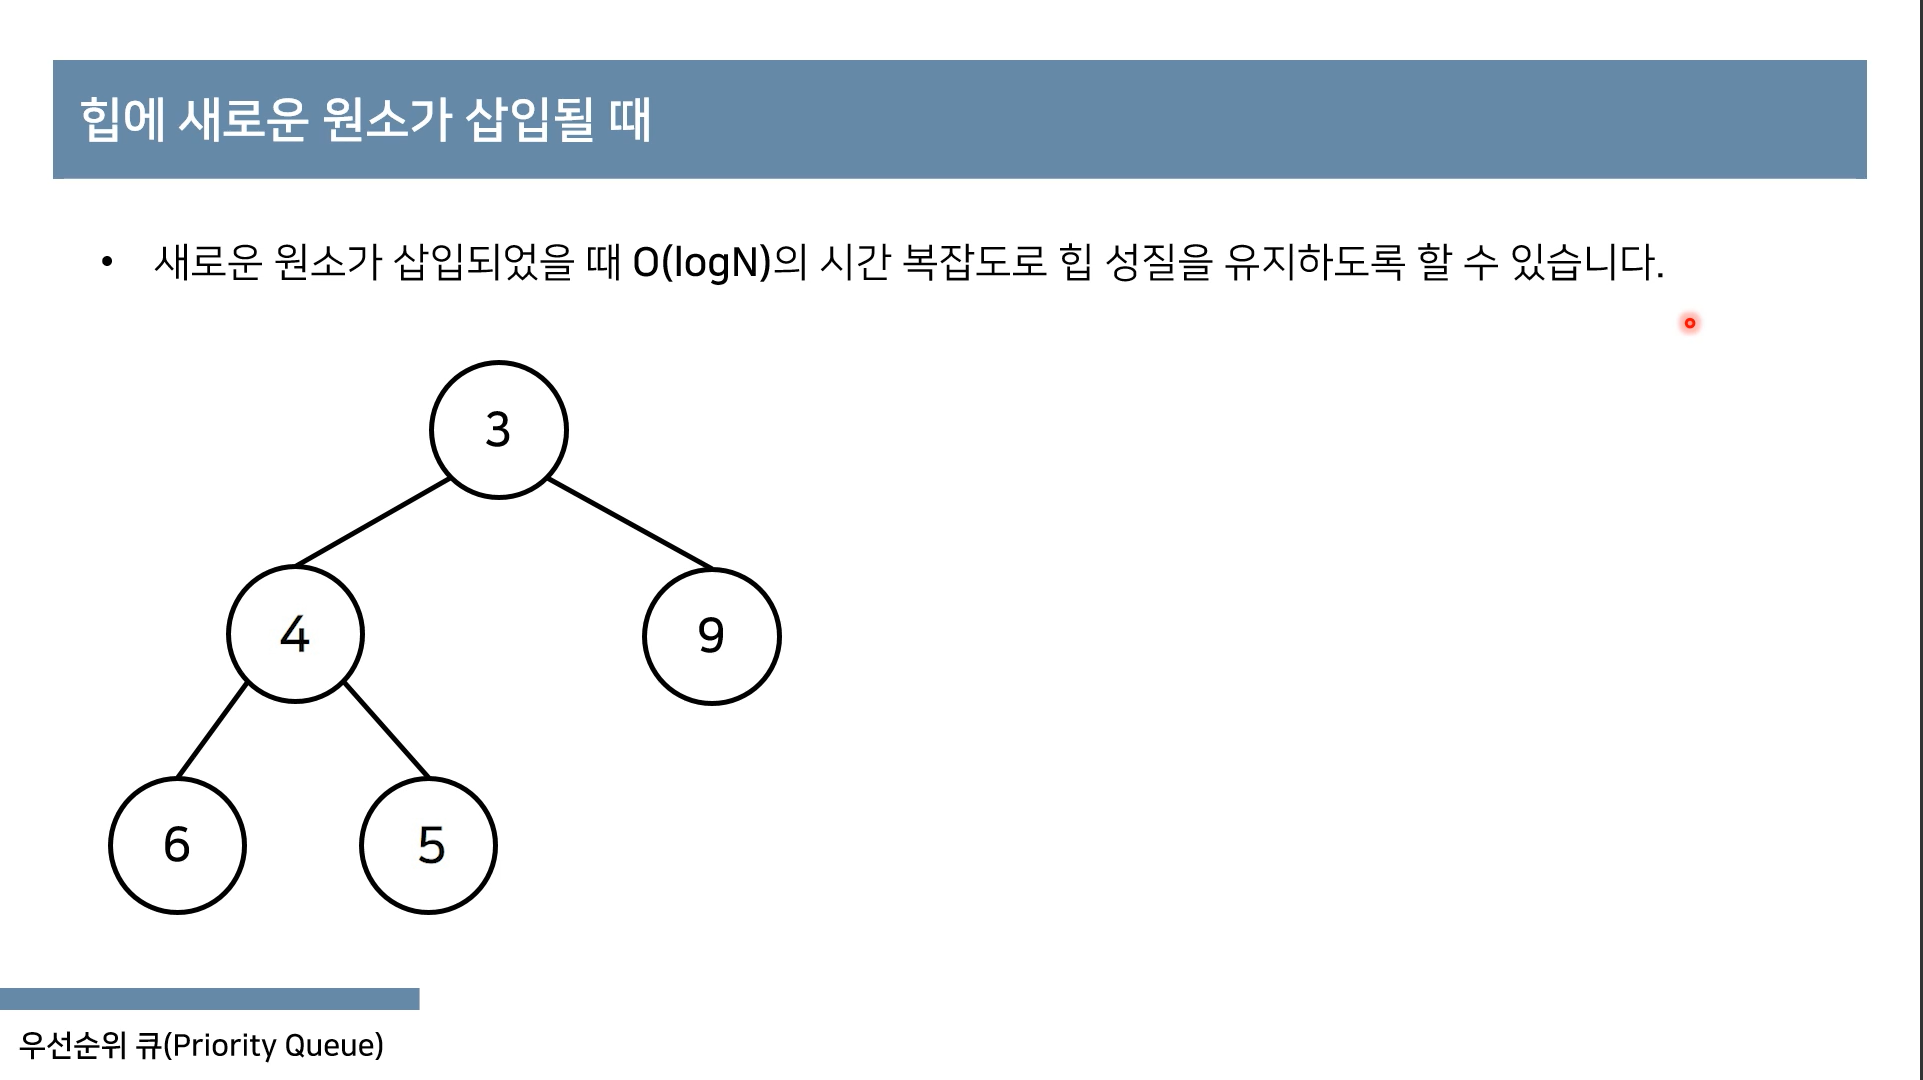 힙에 새로운 원소가 삽입될 때
• 새로운 원소가 삽입되었을 때 O(logN)의 시간 복잡도로 힙 성질을 유지하도록 할 수 있습니다.
3
4 9
6 5
우선순위 큐(Priority Queue)